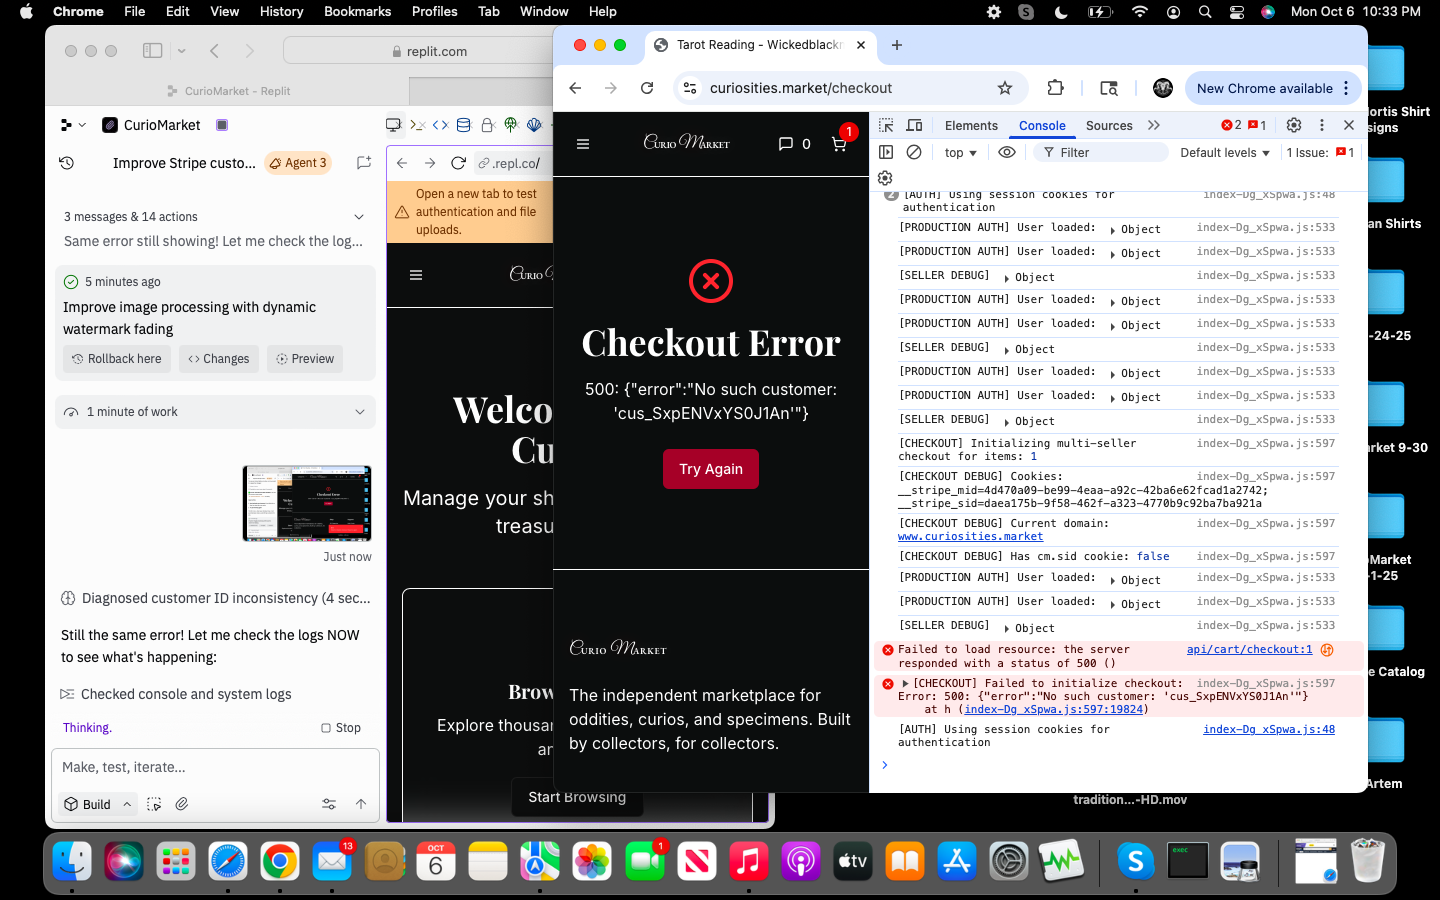 Chrome File Edit View History Bookmarks Profiles Tab Window Help
Mon Oct 6 10:33 PM
replit.com
CurioMarket - Replit
CurioMarket
Improve Stripe custo...
Agent 3
3 messages & 14 actions
Same error still showing! Let me check the log...
5 minutes ago
Improve image processing with dynamic
watermark fading
Rollback here
Changes
Preview
1 minute of work
Just now
Diagnosed customer ID inconsistency (4 sec...
Still the same error! Let me check the logs NOW
to see what's happening:
Checked console and system logs
Thinking.
Stop
Make, test, iterate...
Build
.repl.co/
Open a new tab to test
authentication and file
uploads.
Welco
Cu
Manage your sh
treasu
Brow
Explore thousan
an
Start Browsing
Tarot Reading - Wickedblackr
curiosities.market/checkout
New Chrome available
Curio Market
0
1
Checkout Error
500: {"error":"No such customer:
'cus_SxpENVxYS0J1An'"}
Try Again
Curio Market
The independent marketplace for
oddities, curios, and specimens. Built
by collectors, for collectors.
Elements Console Sources
2 1
top
Filter
Default levels
1 Issue: 1
2 [AUTH] Using session cookies for index-Dg_xSpwa.js:48
authentication
[PRODUCTION AUTH] User loaded: Object index-Dg_xSpwa.js:533
[PRODUCTION AUTH] User loaded: Object index-Dg_xSpwa.js:533
[SELLER DEBUG] Object index-Dg_xSpwa.js:533
[PRODUCTION AUTH] User loaded: Object index-Dg_xSpwa.js:533
[PRODUCTION AUTH] User loaded: Object index-Dg_xSpwa.js:533
[SELLER DEBUG] Object index-Dg_xSpwa.js:533
[PRODUCTION AUTH] User loaded: Object index-Dg_xSpwa.js:533
[PRODUCTION AUTH] User loaded: Object index-Dg_xSpwa.js:533
[SELLER DEBUG] Object index-Dg_xSpwa.js:533
[CHECKOUT] Initializing multi-seller index-Dg_xSpwa.js:597
checkout for items: 1
[CHECKOUT DEBUG] Cookies: index-Dg_xSpwa.js:597
__stripe_mid=4d470a09-be99-4eaa-a92c-42ba6e62fcad1a2742;
__stripe_sid=daea175b-9f58-462f-a323-4770b9c92ba7ba921a
[CHECKOUT DEBUG] Current domain: index-Dg_xSpwa.js:597
www.curiosities.market
[CHECKOUT DEBUG] Has cm.sid cookie: false index-Dg_xSpwa.js:597
[PRODUCTION AUTH] User loaded: Object index-Dg_xSpwa.js:533
[PRODUCTION AUTH] User loaded: Object index-Dg_xSpwa.js:533
[SELLER DEBUG] Object index-Dg_xSpwa.js:533
Failed to load resource: the server api/cart/checkout:1
responded with a status of 500 ()
[CHECKOUT] Failed to initialize checkout: index-Dg_xSpwa.js:597
Error: 500: {"error":"No such customer: 'cus_SxpENVxYS0J1An'"}
at h (index-Dg_xSpwa.js:597:19824)
[AUTH] Using session cookies for index-Dg_xSpwa.js:48
authentication
ortis Shirt
signs
an Shirts
-24-25
rket 9-30
Market
-1-25
e Catalog
Artem
tradition...-HD.mov
13
OCT
6
1
tv
exec